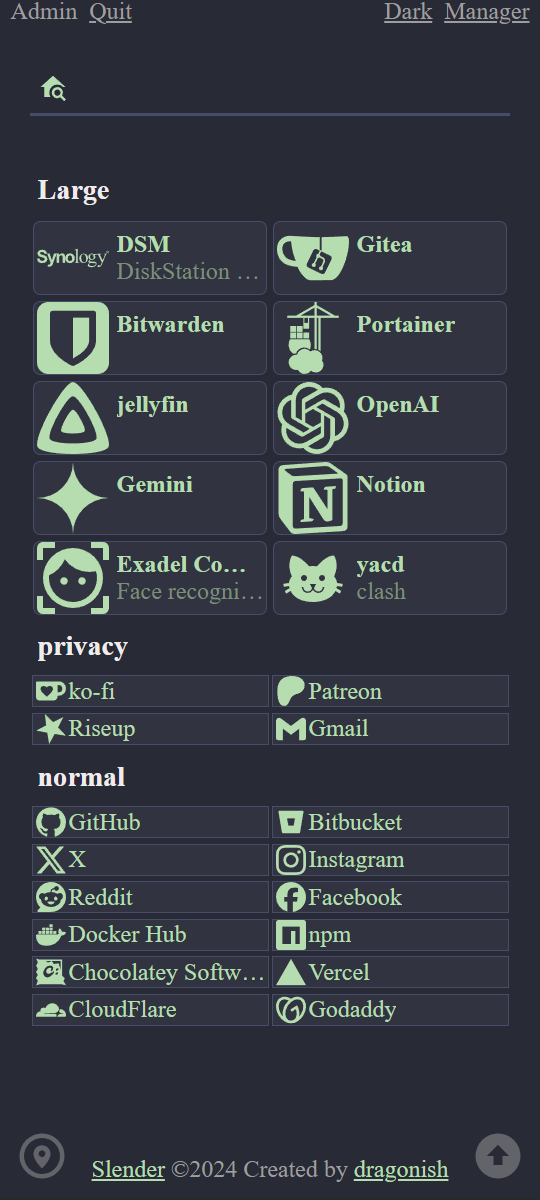 Admin Quit Dark Manager
Large
Synology DSM Gitea
DiskStation …
Bitwarden Portainer
jellyfin OpenAI
Gemini Notion
Exadel Co… yacd
Face recogni… clash
privacy
ko-fi Patreon
Riseup Gmail
normal
GitHub Bitbucket
X Instagram
Reddit Facebook
Docker Hub npm
Chocolatey Softw… Vercel
CloudFlare Godaddy
Slender ©2024 Created by dragonish